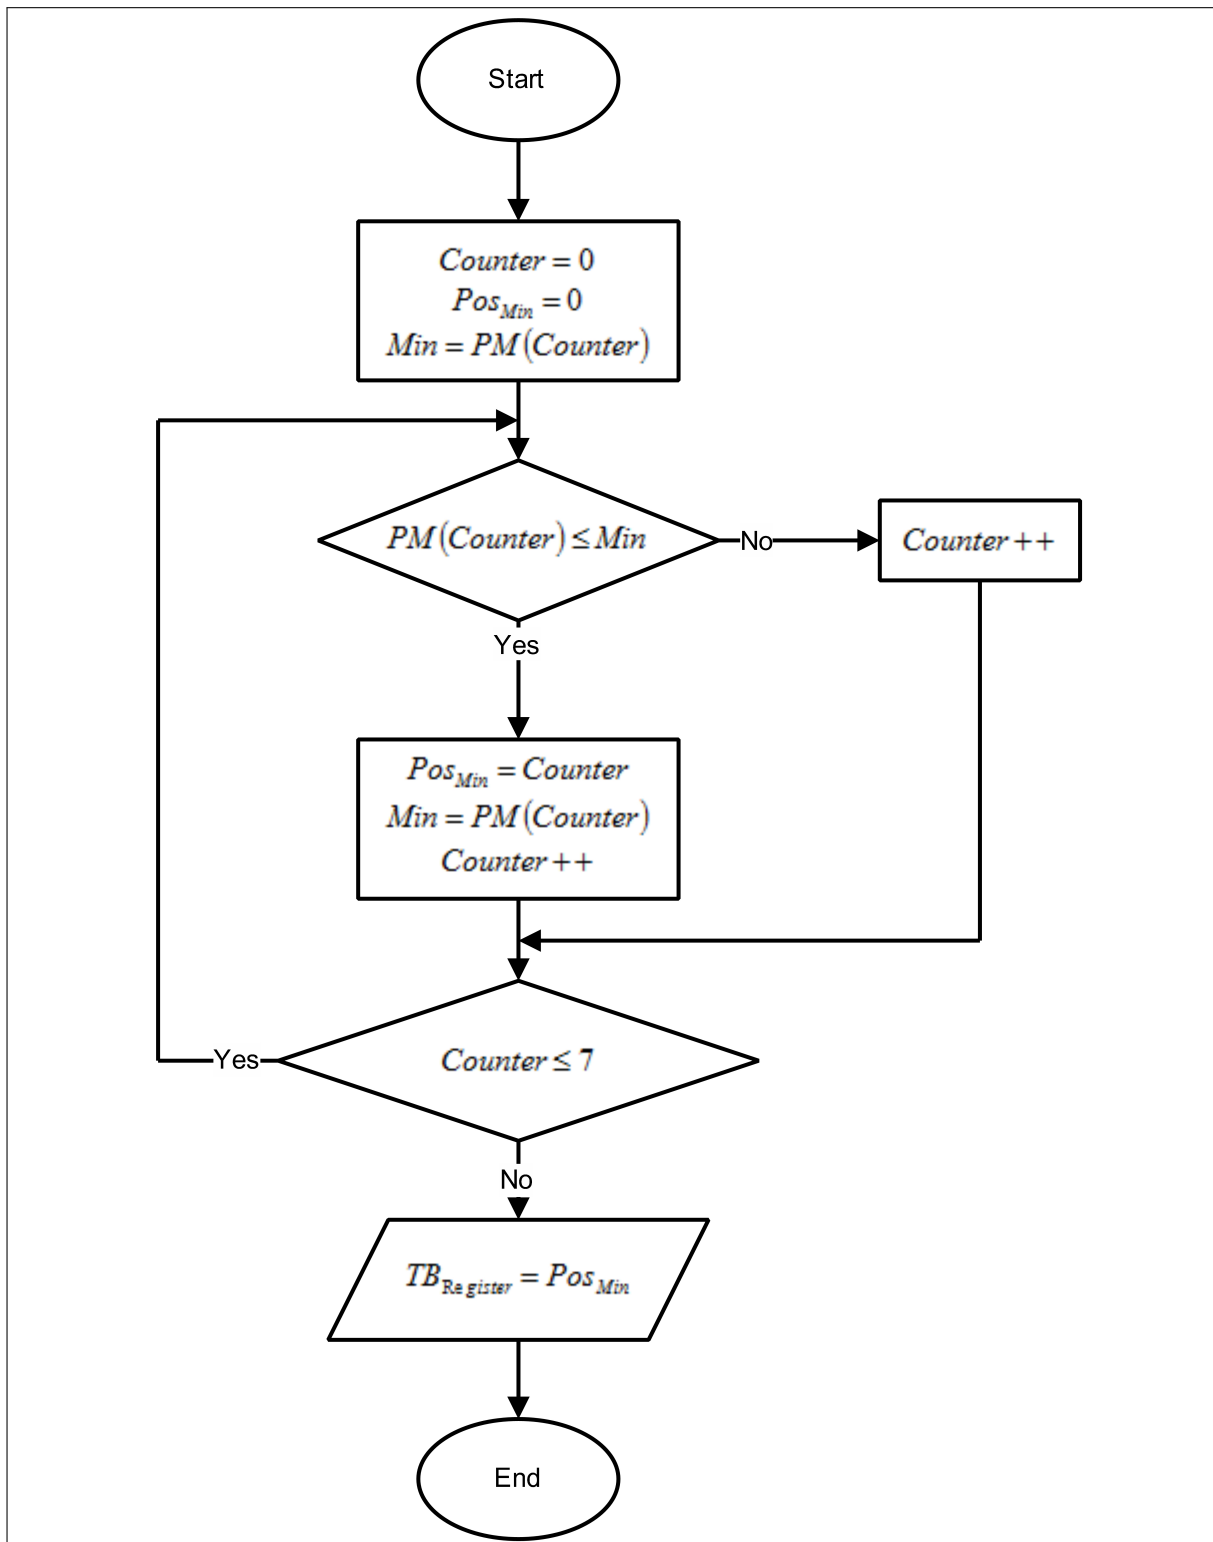 Start
Counter = 0
Pos_Min = 0
Min = PM(Counter)
PM(Counter) ≤ Min
No
Counter ++
Yes
Pos_Min = Counter
Min = PM(Counter)
Counter ++
Yes
Counter ≤ 7
No
TB_Register = Pos_Min
End